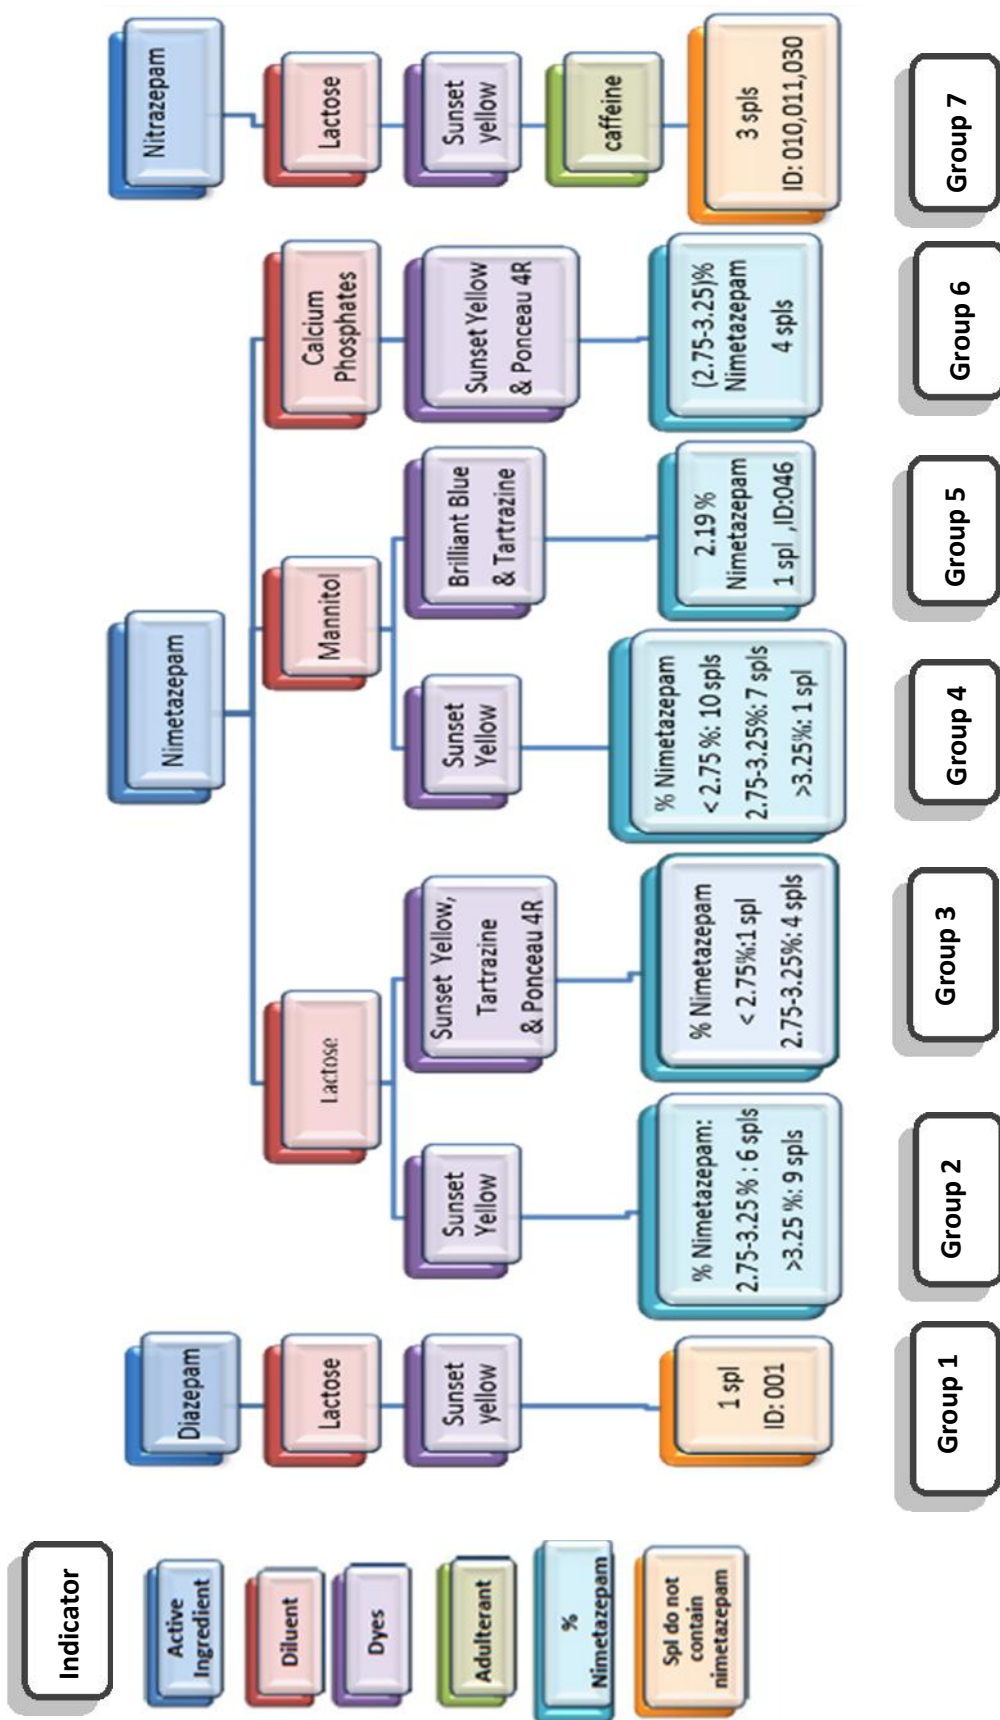 Indicator
Active
Ingredient
Diluent
Dyes
Adulterant
%
Nimetazepam
Spl do not
contain
nimetazepam
Diazepam
Lactose
Sunset
yellow
1 spl
ID: 001
Group 1
Nimetazepam
Lactose
Sunset
Yellow
% Nimetazepam:
2.75-3.25 % : 6 spls
>3.25 %: 9 spls
Group 2
Sunset Yellow,
Tartrazine
& Ponceau 4R
% Nimetazepam
< 2.75%:1 spl
2.75-3.25%: 4 spls
Group 3
Mannitol
Sunset
Yellow
% Nimetazepam
< 2.75 %: 10 spls
2.75-3.25%: 7 spls
>3.25%: 1 spl
Group 4
Brilliant Blue
& Tartrazine
2.19 %
Nimetazepam
1 spl ,ID:046
Group 5
Calcium
Phosphates
Sunset Yellow
& Ponceau 4R
(2.75-3.25)%
Nimetazepam
4 spls
Group 6
Nitrazepam
Lactose
Sunset
yellow
caffeine
3 spls
ID: 010,011,030
Group 7